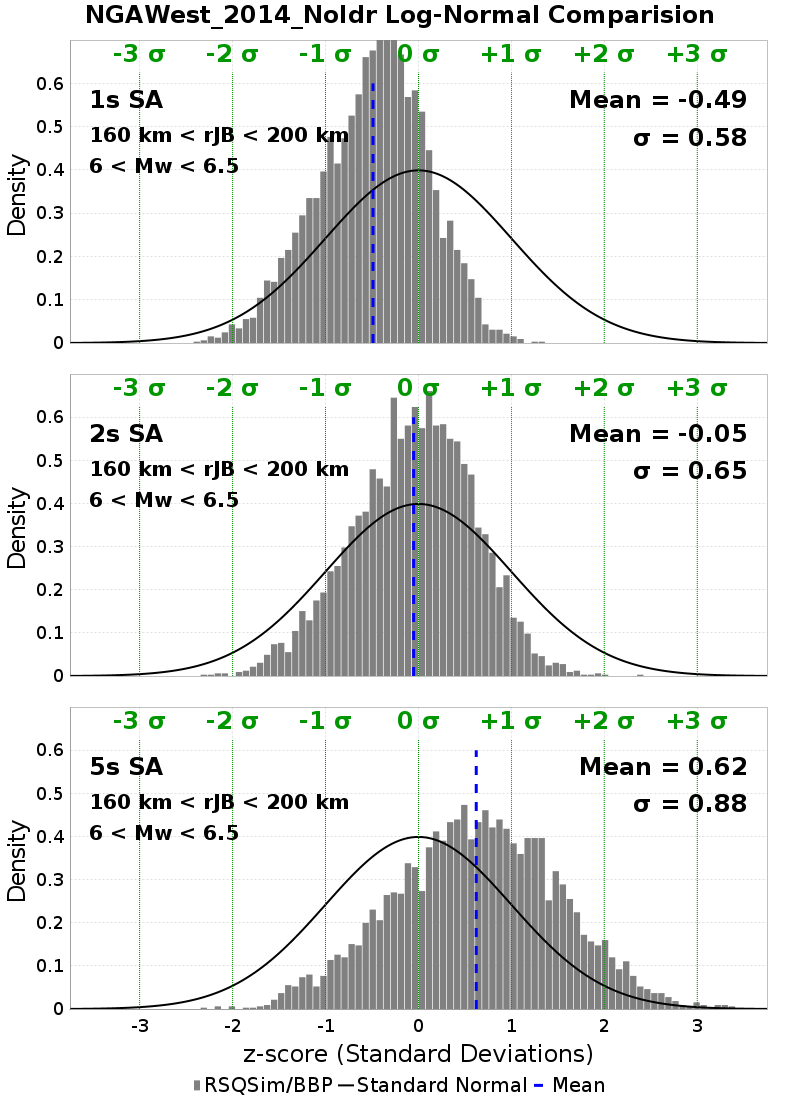 NGAWest_2014_NoIdr Log-Normal Comparision
-3 σ -2 σ -1 σ 0 σ +1 σ +2 σ +3 σ
1s SA
Mean = -0.49
160 km < rJB < 200 km
σ = 0.58
6 < Mw < 6.5
Density
0.6
0.5
0.4
0.3
0.2
0.1
0
-3 σ -2 σ -1 σ 0 σ +1 σ +2 σ +3 σ
2s SA
Mean = -0.05
160 km < rJB < 200 km
σ = 0.65
6 < Mw < 6.5
Density
0.6
0.5
0.4
0.3
0.2
0.1
0
-3 σ -2 σ -1 σ 0 σ +1 σ +2 σ +3 σ
5s SA
Mean = 0.62
160 km < rJB < 200 km
σ = 0.88
6 < Mw < 6.5
Density
0.6
0.5
0.4
0.3
0.2
0.1
0
-3 -2 -1 0 1 2 3
z-score (Standard Deviations)
RSQSim/BBP Standard Normal Mean